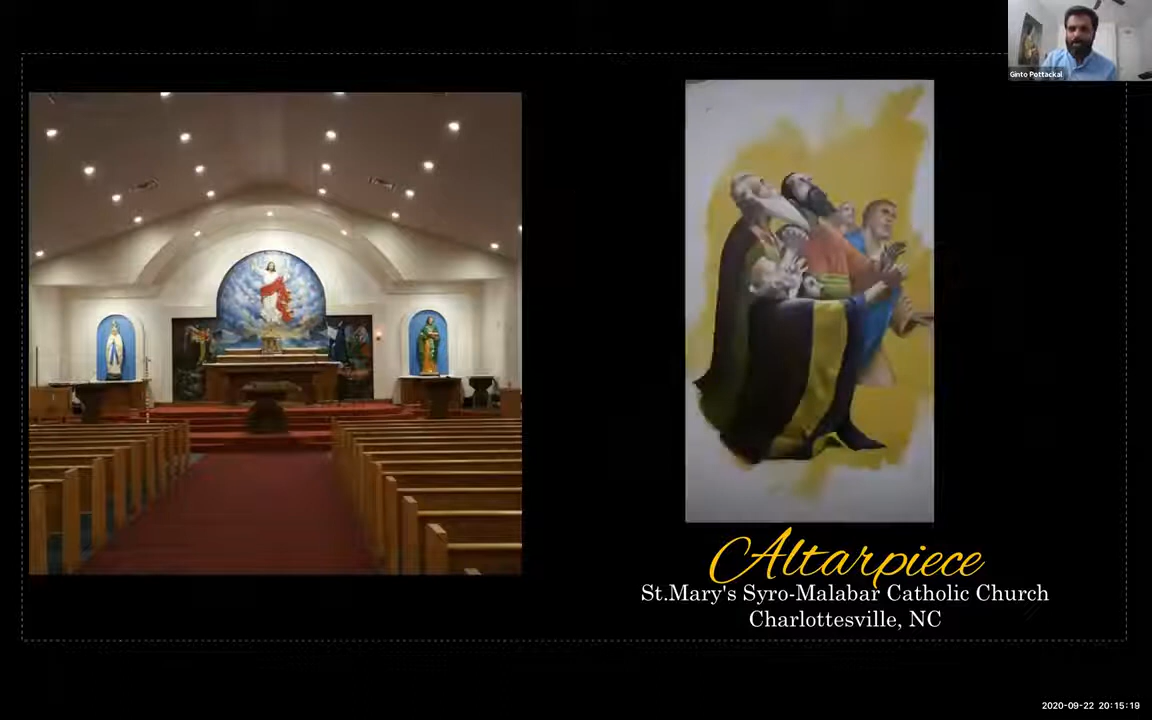 Ginto Pottackal
Altarpiece
St.Mary's Syro-Malabar Catholic Church
Charlottesville, NC
2020-09-22 20:15:19